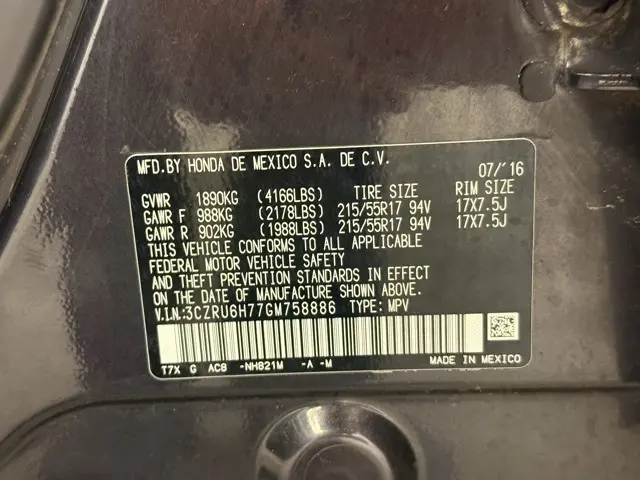 MFD.BY HONDA DE MEXICO S.A. DE C.V. 07/'16
GVWR 1890KG (4166LBS) TIRE SIZE RIM SIZE
GAWR F 988KG (2178LBS) 215/55R17 94V 17X7.5J
GAWR R 902KG (1988LBS) 215/55R17 94V 17X7.5J
THIS VEHICLE CONFORMS TO ALL APPLICABLE
FEDERAL MOTOR VEHICLE SAFETY
AND THEFT PREVENTION STANDARDS IN EFFECT
ON THE DATE OF MANUFACTURE SHOWN ABOVE.
V.I.N.:3CZRU6H77GM758886 TYPE: MPV
T7X G AC8 -NH821M -A -M MADE IN MEXICO